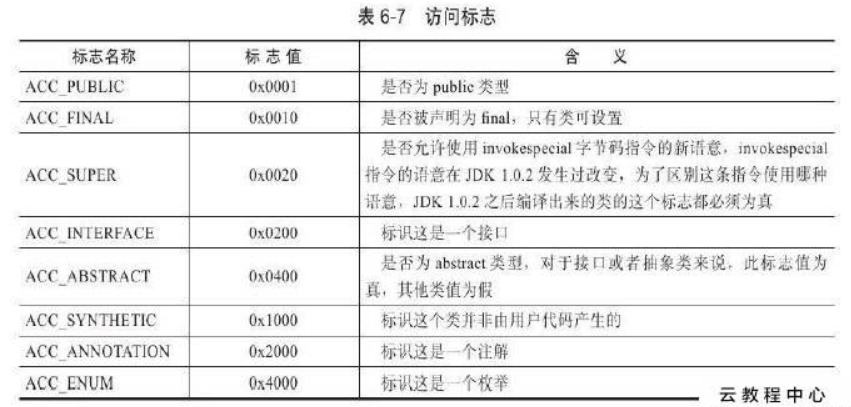 表 6-7 访问标志
标志名称 标 志 值 含 义
ACC_PUBLIC 0x0001 是否为 public 类型
ACC_FINAL 0x0010 是否被声明为 final，只有类可设置
是否允许使用 invokespecial 字节码指令的新语意，invokespecial
ACC_SUPER 0x0020 指令的语意在 JDK 1.0.2 发生过改变，为了区别这条指令使用哪种
语意，JDK 1.0.2 之后编译出来的类的这个标志都必须为真
ACC_INTERFACE 0x0200 标识这是一个接口
是否为 abstract 类型，对于接口或者抽象类来说，此标志值为
ACC_ABSTRACT 0x0400
真，其他类值为假
ACC_SYNTHETIC 0x1000 标识这个类并非由用户代码产生的
ACC_ANNOTATION 0x2000 标识这是一个注解
ACC_ENUM 0x4000 标识这是一个枚举
云教程中心